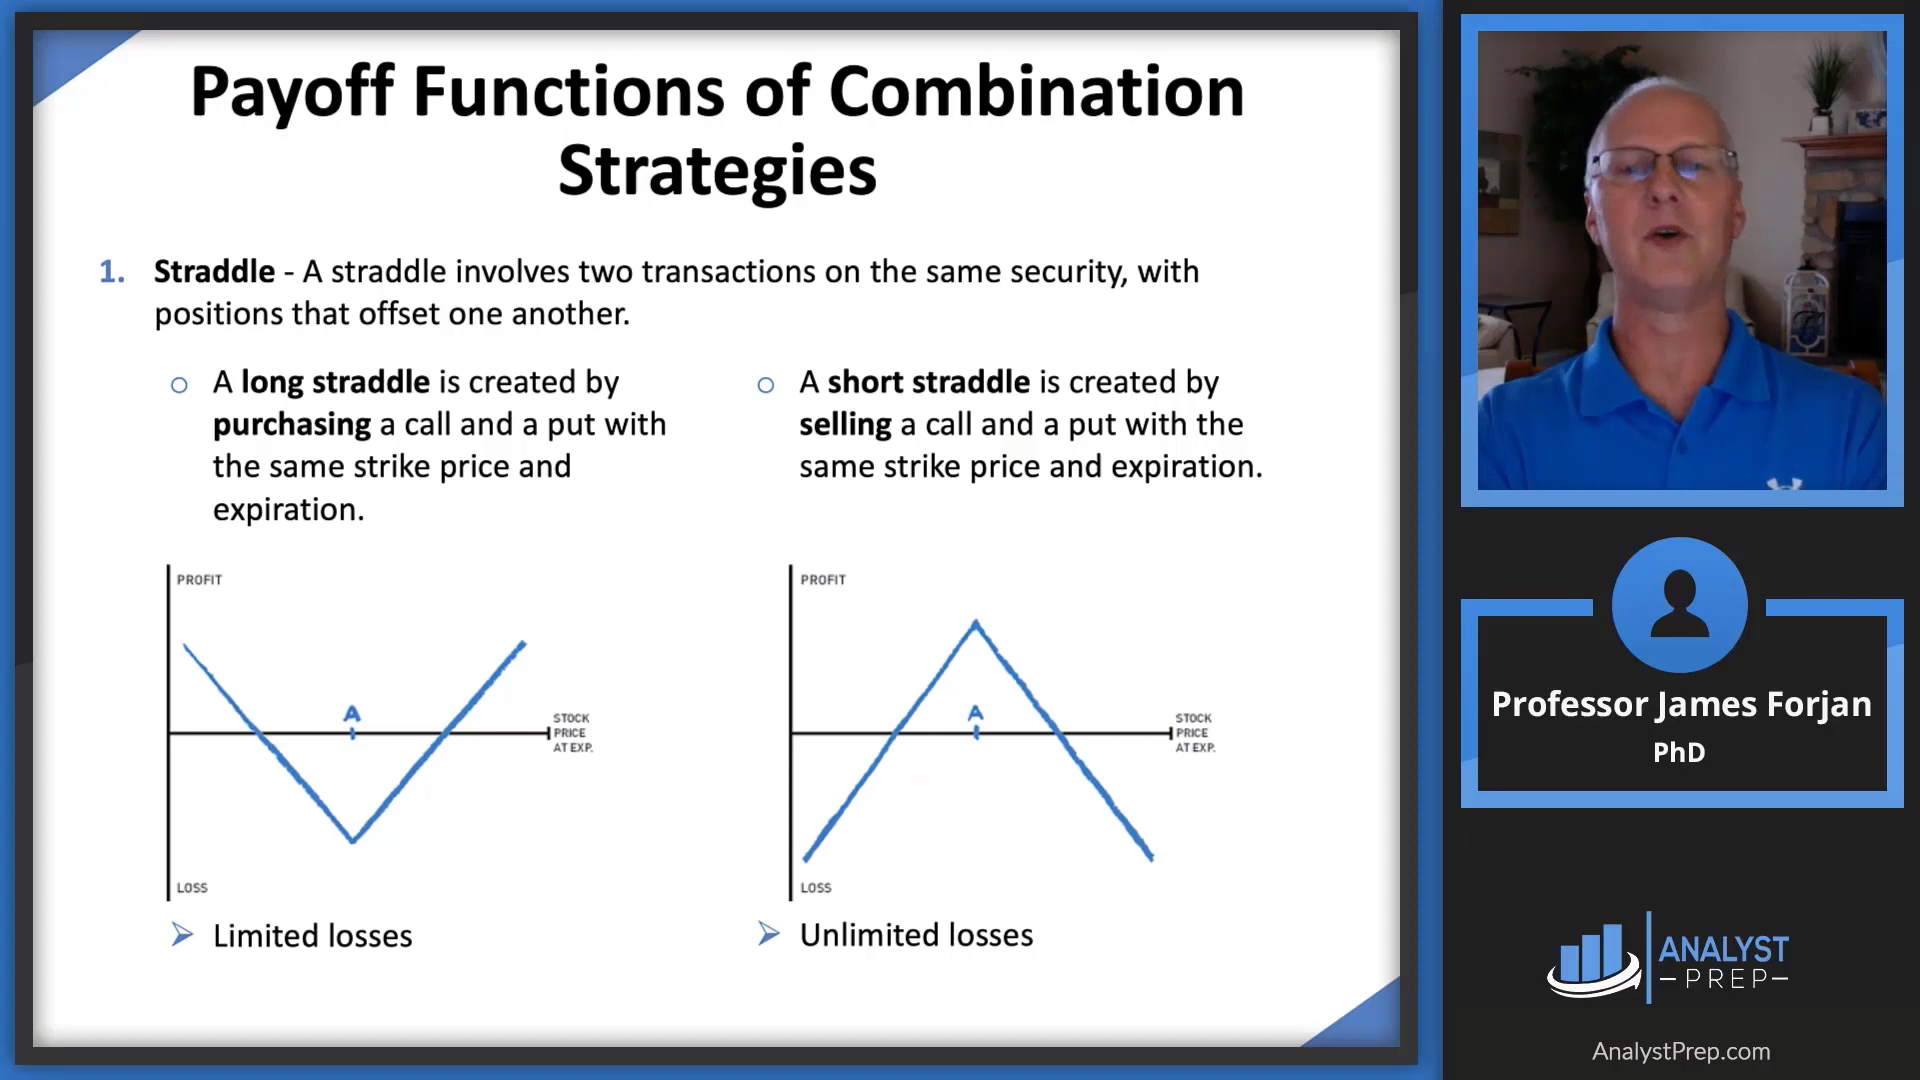 Payoff Functions of Combination
Strategies
1. Straddle - A straddle involves two transactions on the same security, with
positions that offset one another.
A long straddle is created by
purchasing a call and a put with
the same strike price and
expiration.
A short straddle is created by
selling a call and a put with the
same strike price and expiration.
PROFIT
A
STOCK
PRICE
AT EXP.
LOSS
PROFIT
A
STOCK
PRICE
AT EXP.
LOSS
Limited losses
Unlimited losses
Professor James Forjan
PhD
ANALYST
PREP
AnalystPrep.com